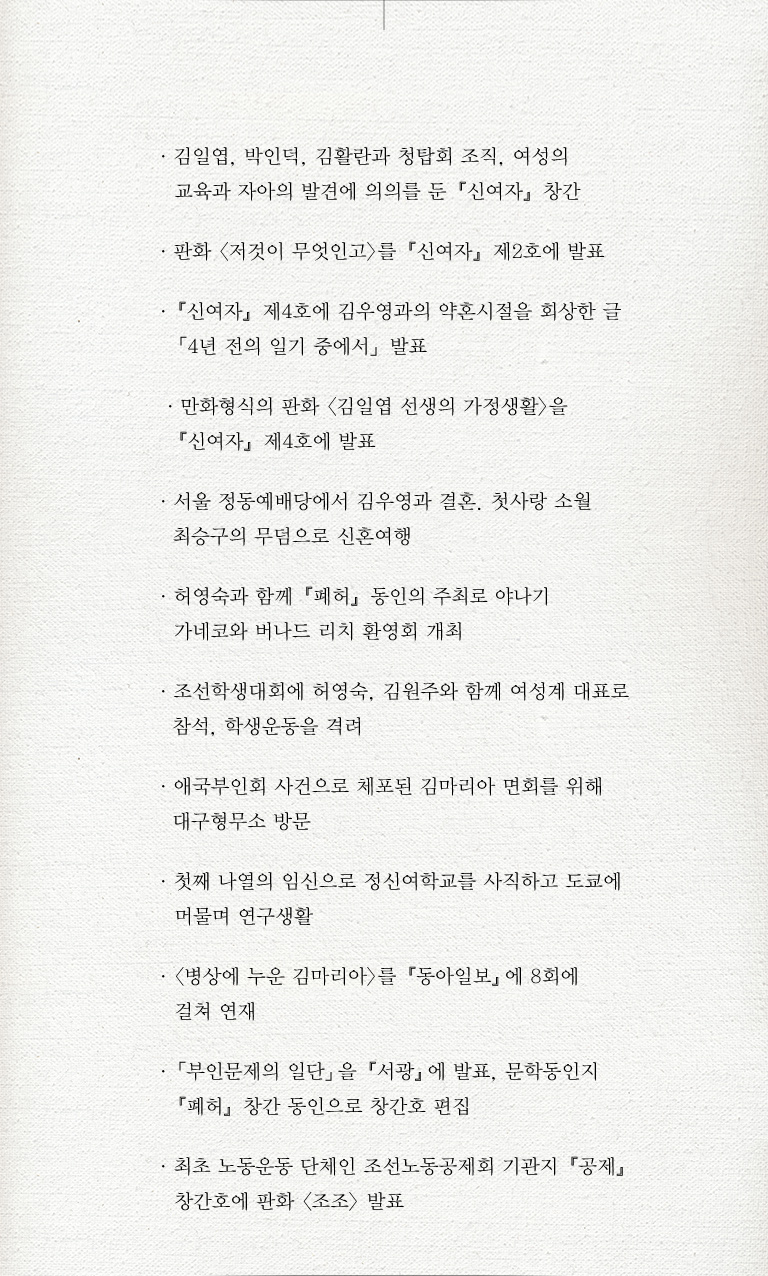 · 김일엽, 박인덕, 김활란과 청탑회 조직, 여성의
교육과 자아의 발견에 의의를 둔 『신여자』 창간
· 판화 〈저것이 무엇인고〉를 『신여자』 제2호에 발표
· 『신여자』 제4호에 김우영과의 약혼시절을 회상한 글
「4년 전의 일기 중에서」 발표
· 만화형식의 판화 〈김일엽 선생의 가정생활〉을
『신여자』 제4호에 발표
· 서울 정동예배당에서 김우영과 결혼. 첫사랑 소월
최승구의 무덤으로 신혼여행
· 허영숙과 함께 『폐허』 동인의 주최로 야나기
가네코와 버나드 리치 환영회 개최
· 조선학생대회에 허영숙, 김원주와 함께 여성계 대표로
참석, 학생운동을 격려
· 애국부인회 사건으로 체포된 김마리아 면회를 위해
대구형무소 방문
· 첫째 나열의 임신으로 정신여학교를 사직하고 도쿄에
머물며 연구생활
· 〈병상에 누운 김마리아〉를 『동아일보』에 8회에
걸쳐 연재
· 「부인문제의 일단」을 『서광』에 발표, 문학동인지
『폐허』 창간 동인으로 창간호 편집
· 최초 노동운동 단체인 조선노동공제회 기관지 『공제』
창간호에 판화 〈조조〉 발표